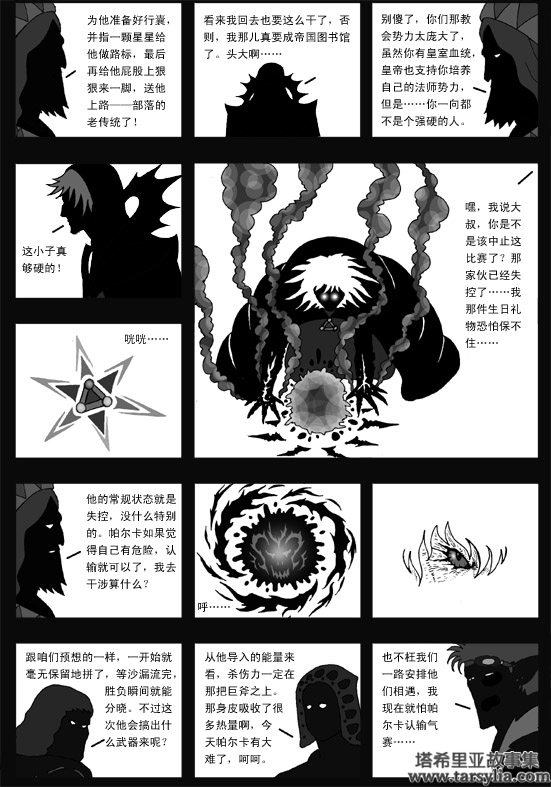 为他准备好行囊，
并指一颗星星给
他做路标，最后
再给他屁股上狠
狠来一脚，送他
上路——部落的
老传统了！
看来我回去也要这么干了，否
则，我那儿真要成帝国图书馆
了。头大啊……
别傻了，你们那教
会势力太庞大了，
虽然你有皇室血统，
皇帝也支持你培养
自己的法师势力，
但是……你一向都
不是个强硬的人。
这小子真
够硬的！
嘿，我说大
叔，你是不
是该中止这
比赛了？那
家伙已经失
控了……我
那件生日礼
物恐怕保不
住……
咣咣……
他的常规状态就是
失控，没什么特别
的。帕尔卡如果觉
得自己有危险，认
输就可以了，我去
干涉算什么？
呼……
跟咱们预想的一样，一开始就
毫无保留地拼了，等沙漏流完，
胜负瞬间就能
分晓。不过这
次他会搞出什
么武器来呢？
从他导入的能量来
看，杀伤力一定在
那把巨斧之上。
那身皮吸收了很
多热量啊，今
天帕尔卡有大
难了，呵呵。
也不枉我们
一路安排他
们相遇，我
现在就怕帕
尔卡认输弃
赛……
塔希里亚故事集
www.tarsylia.com